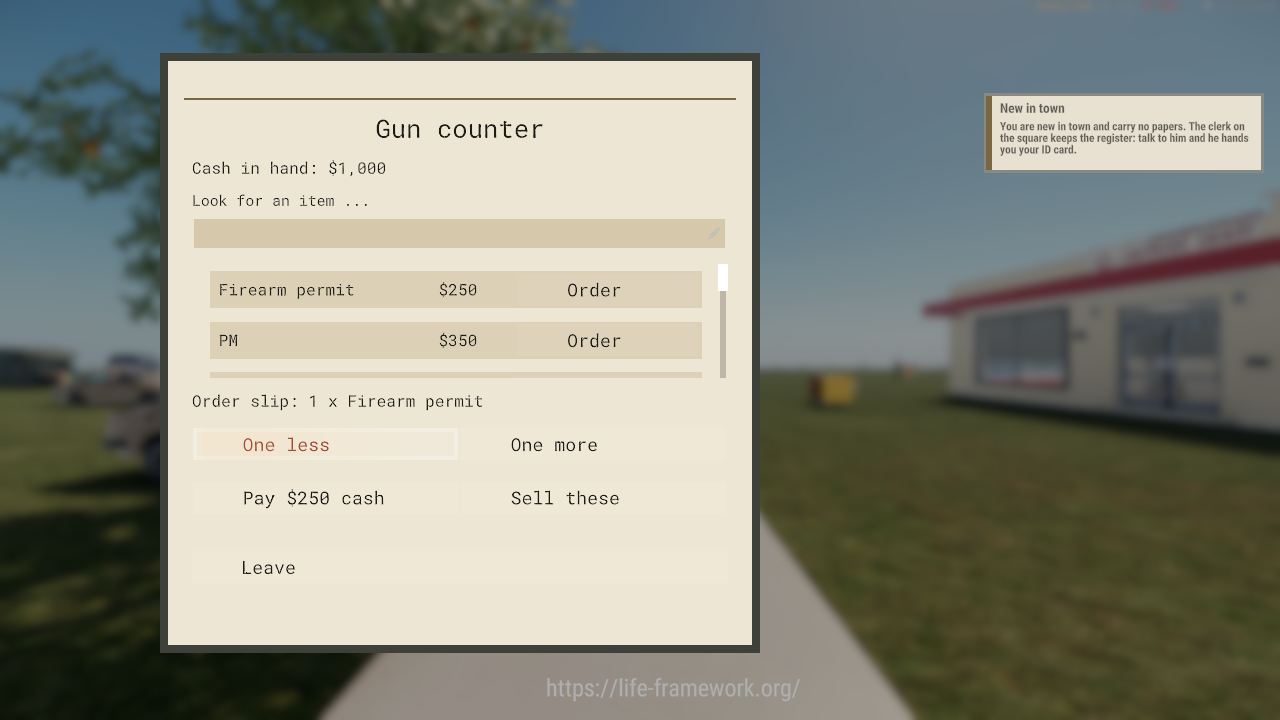 Gun counter
Cash in hand: $1,000
Look for an item ...
Firearm permit $250 Order
PM $350 Order
Order slip: 1 x Firearm permit
One less One more
Pay $250 cash Sell these
Leave
New in town
You are new in town and carry no papers. The clerk on
the square keeps the register: talk to him and he hands
you your ID card.
https://life-framework.org/